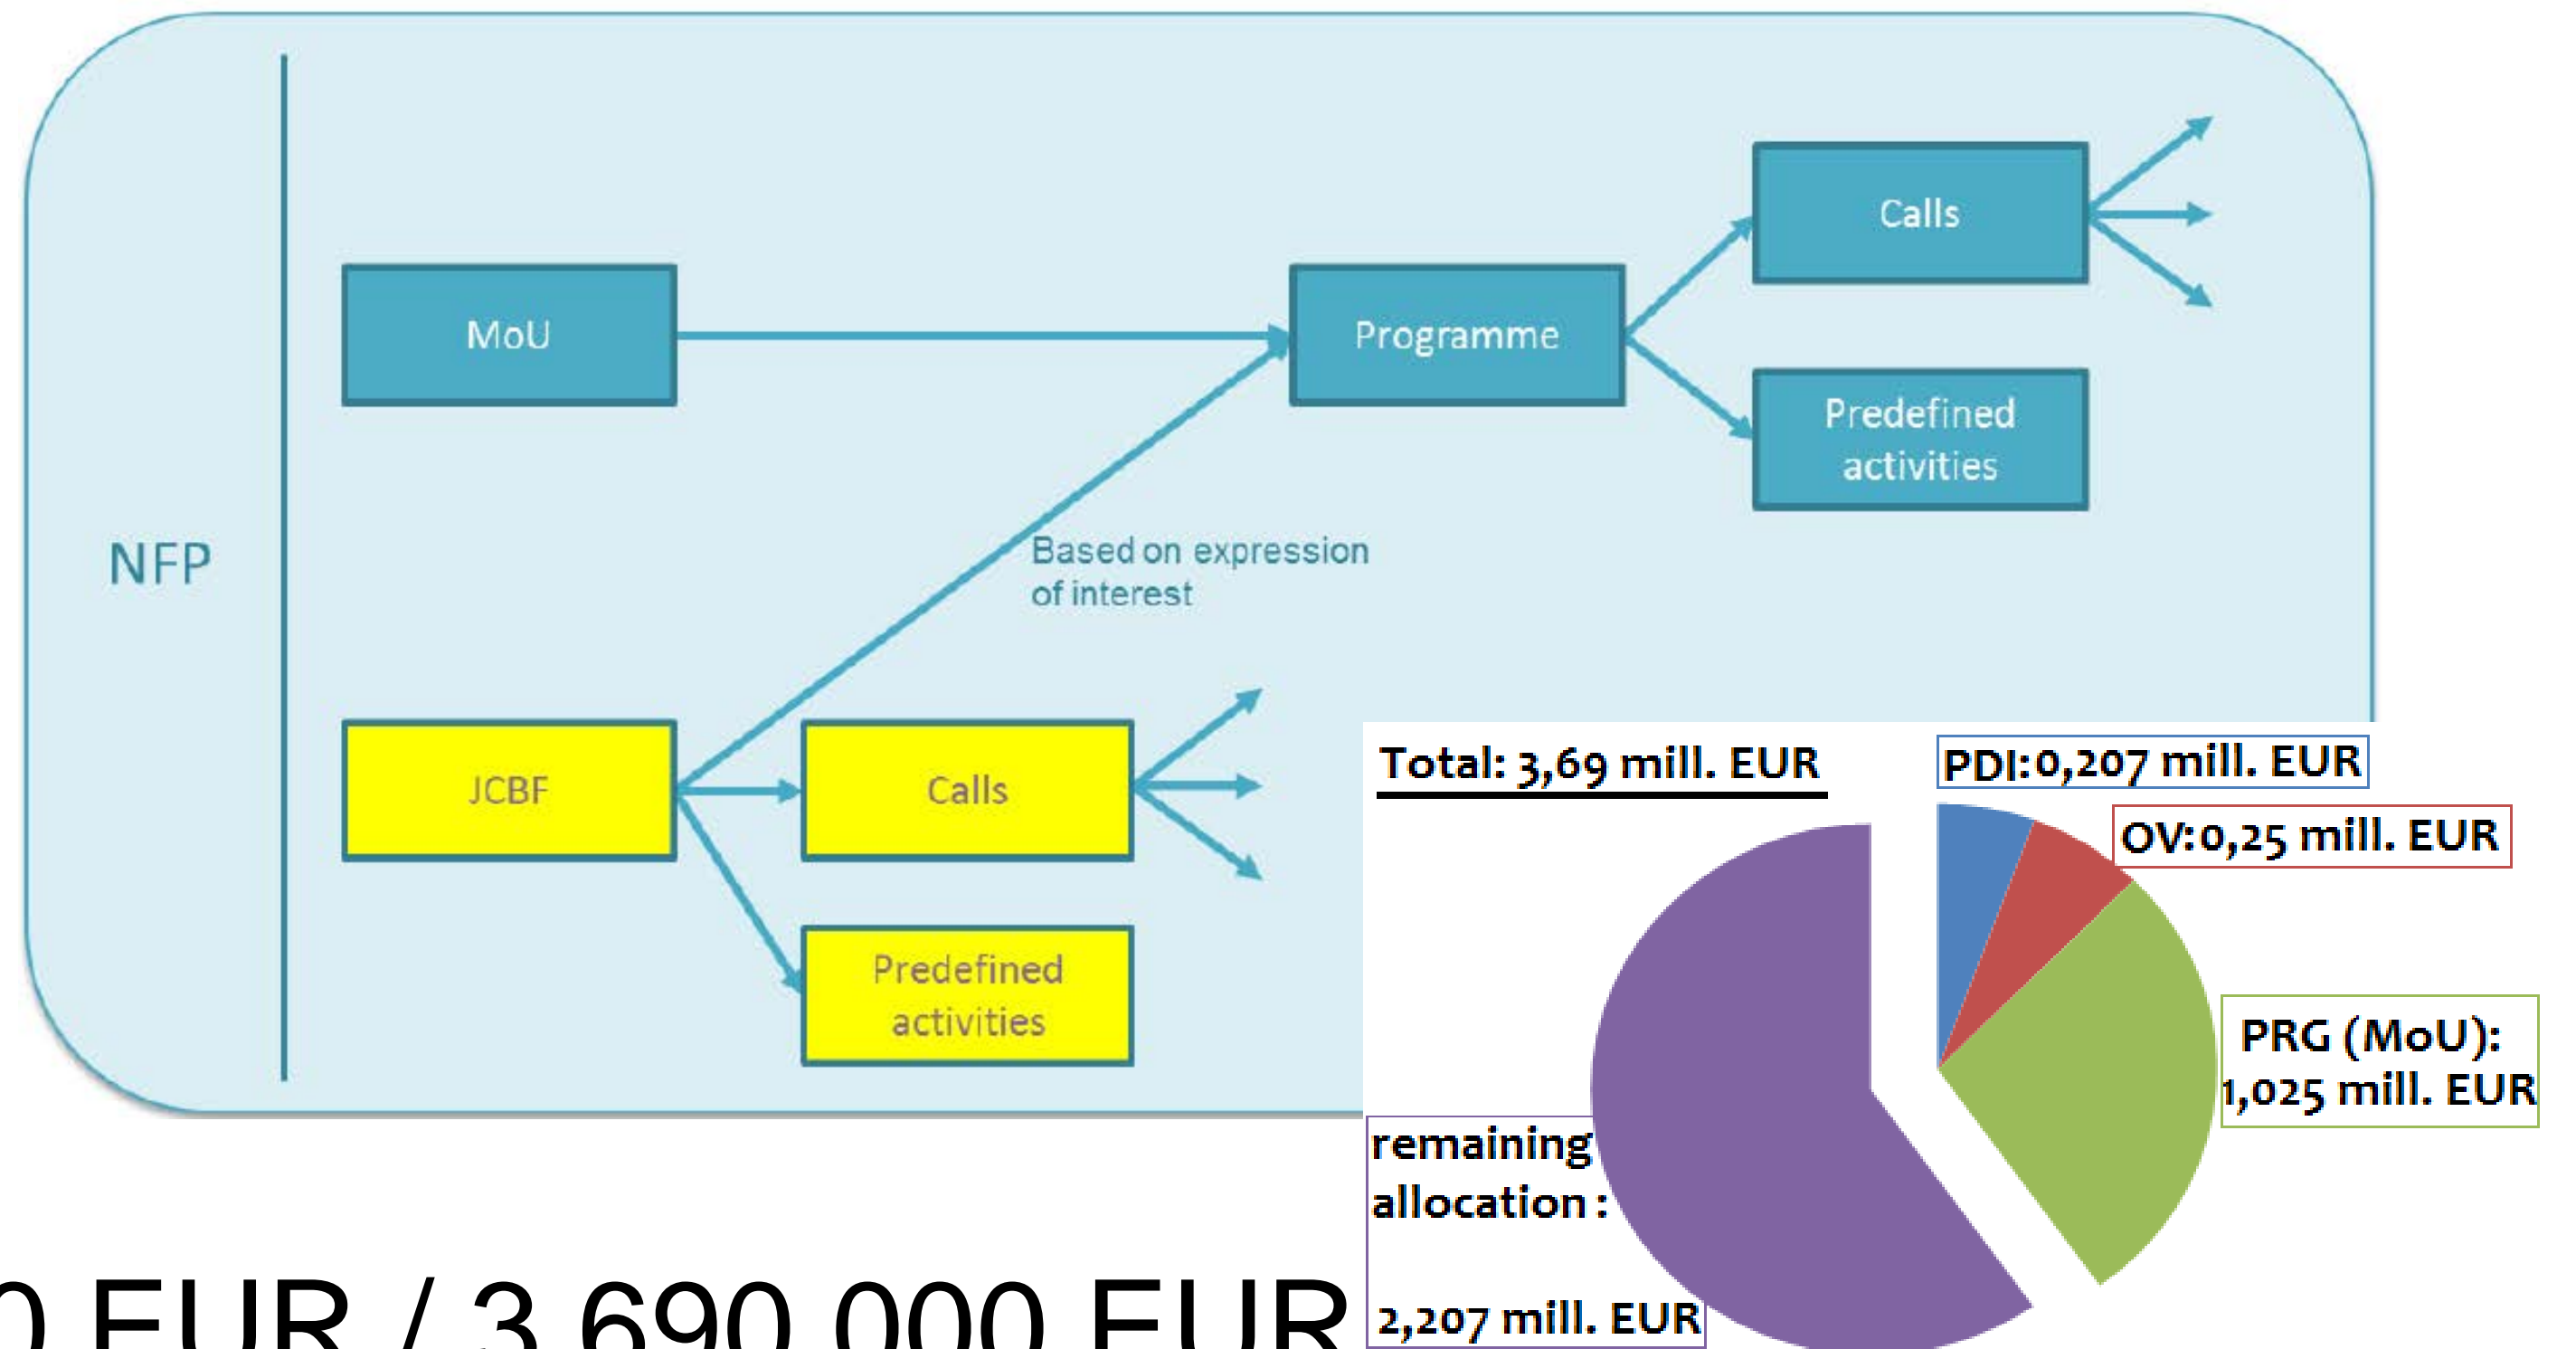 Calls
MoU
Programme
Predefined
activities
Based on expression
of interest
NFP
JCBF
Calls
Predefined
activities
Total: 3,69 mill. EUR
PDI:0,207 mill. EUR
OV:0,25 mill. EUR
PRG (MoU):
1,025 mill. EUR
remaining
allocation :
2,207 mill. EUR
0 EUR / 3 690 000 EUR